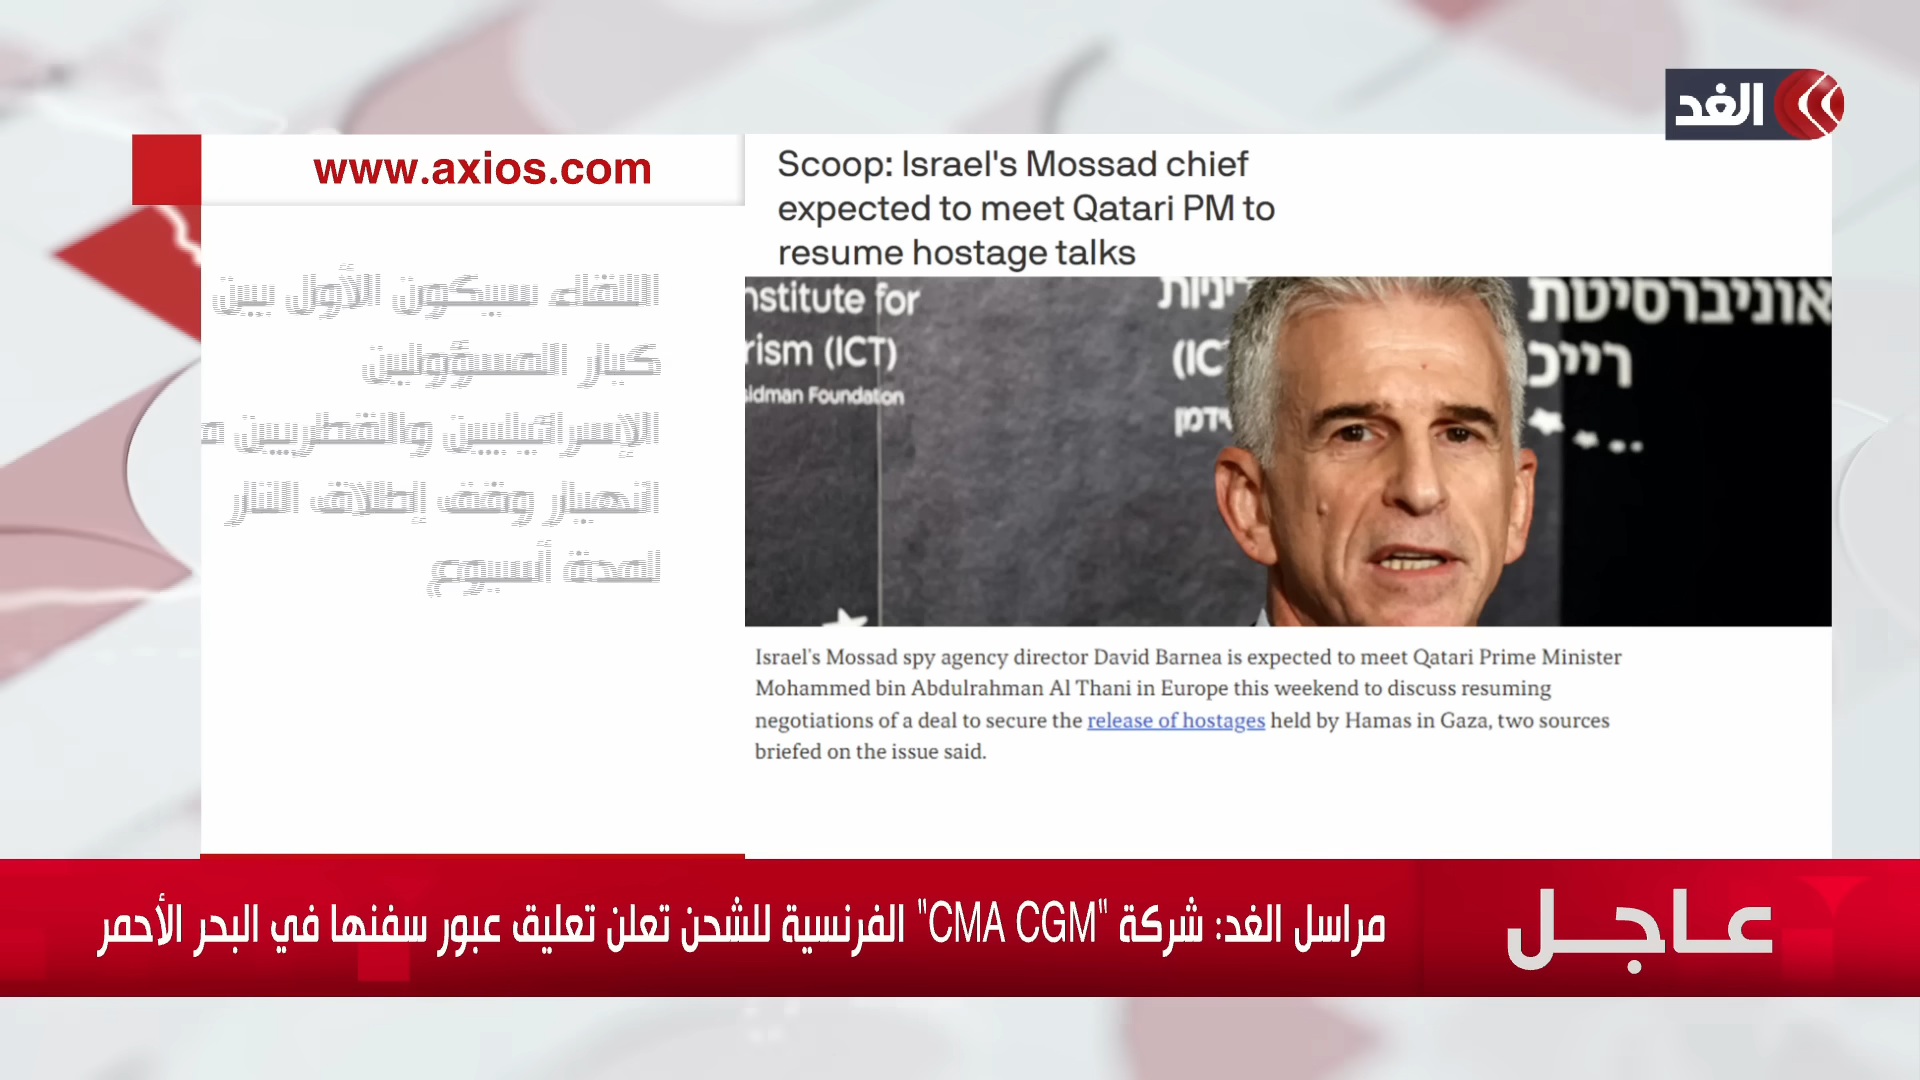 الغد
www.axios.com
Scoop: Israel's Mossad chief
expected to meet Qatari PM to
resume hostage talks
اللقاء سيكون الأول بين
كبار المسؤولين
الإسرائيليين والقطريين
انهيار وقف إطلاق النار
لمدة أسبوع
nstitute for
rism (ICT)
ldman Foundation
(IC
אוניברסיטת
רייכ
ידמן
Israel's Mossad spy agency director David Barnea is expected to meet Qatari Prime Minister
Mohammed bin Abdulrahman Al Thani in Europe this weekend to discuss resuming
negotiations of a deal to secure the release of hostages held by Hamas in Gaza, two sources
briefed on the issue said.
عاجل
مراسل الغد: شركة "CMA CGM" الفرنسية للشحن تعلن تعليق عبور سفنها في البحر الأحمر